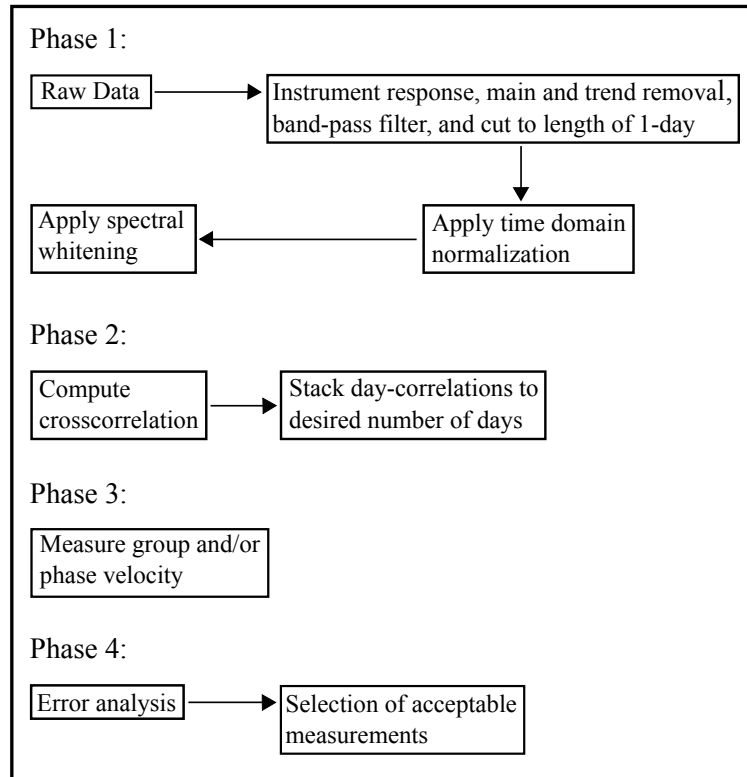 Phase 1:
Raw Data
Instrument response, main and trend removal,
band-pass filter, and cut to length of 1-day
Apply time domain
normalization
Apply spectral
whitening
Phase 2:
Compute
crosscorrelation
Stack day-correlations to
desired number of days
Phase 3:
Measure group and/or
phase velocity
Phase 4:
Error analysis
Selection of acceptable
measurements